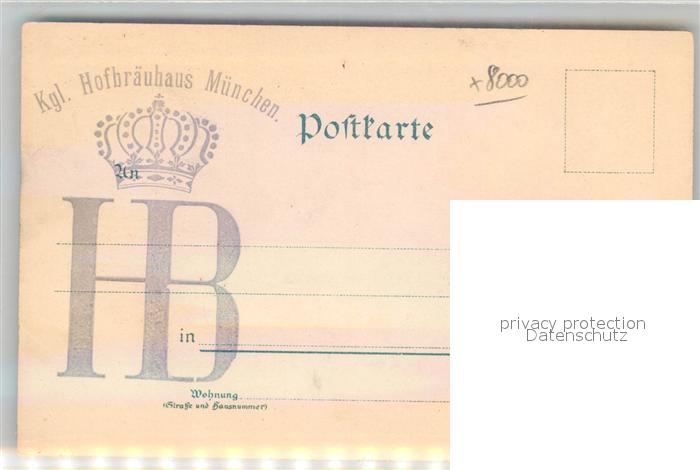 Kgl. Hofbräuhaus München.
+8000
Poſtkarte
An
HB
privacy protection
Datenschutz
in
Wohnung
(Straße und Hausnummer)